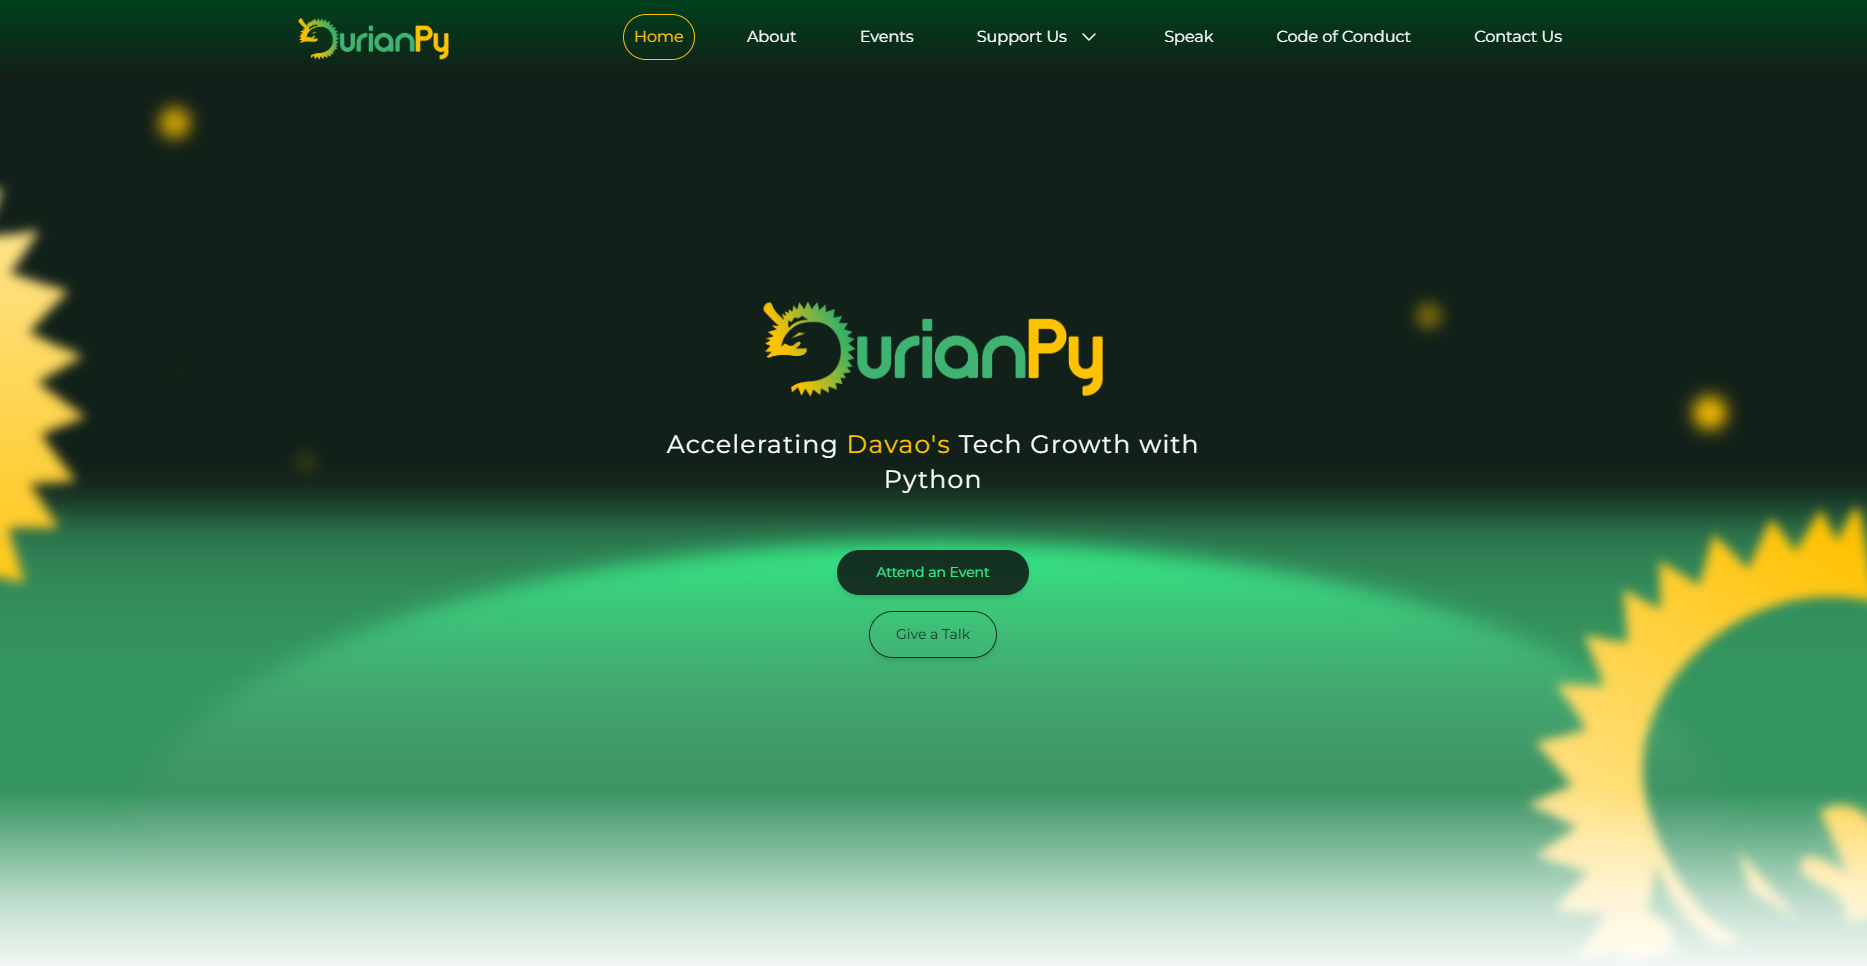 DurianPy
Home
About
Events
Support Us
Speak
Code of Conduct
Contact Us
DurianPy
Accelerating Davao's Tech Growth with
Python
Attend an Event
Give a Talk